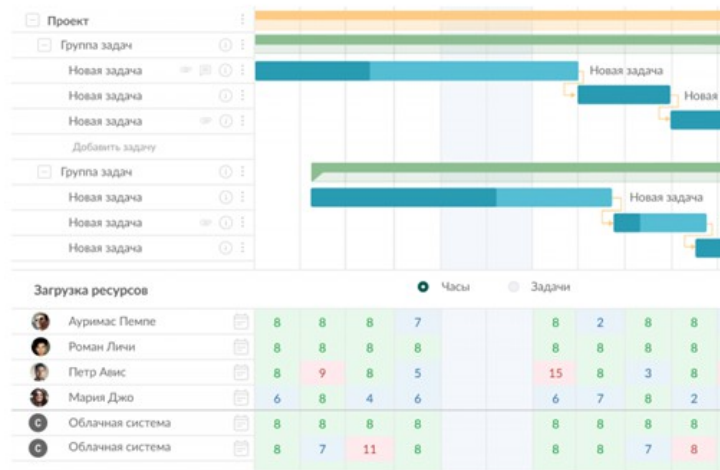 Проект
Группа задач
Новая задача Новая задача
Новая задача Новая
Новая задача
Добавить задачу
Группа задач
Новая задача Новая задача
Новая задача
Новая задача
Загрузка ресурсов Часы Задачи
Ауримас Пемпе 8 8 8 7 8 2 8 8
Роман Личи 8 8 8 8 8 8 8 8
Петр Авис 8 9 8 5 15 8 3 8
Мария Джо 6 8 4 6 6 7 8 2
С Облачная система 8 8 8 8 8 8 8 8
С Облачная система 8 7 11 8 8 8 7 8